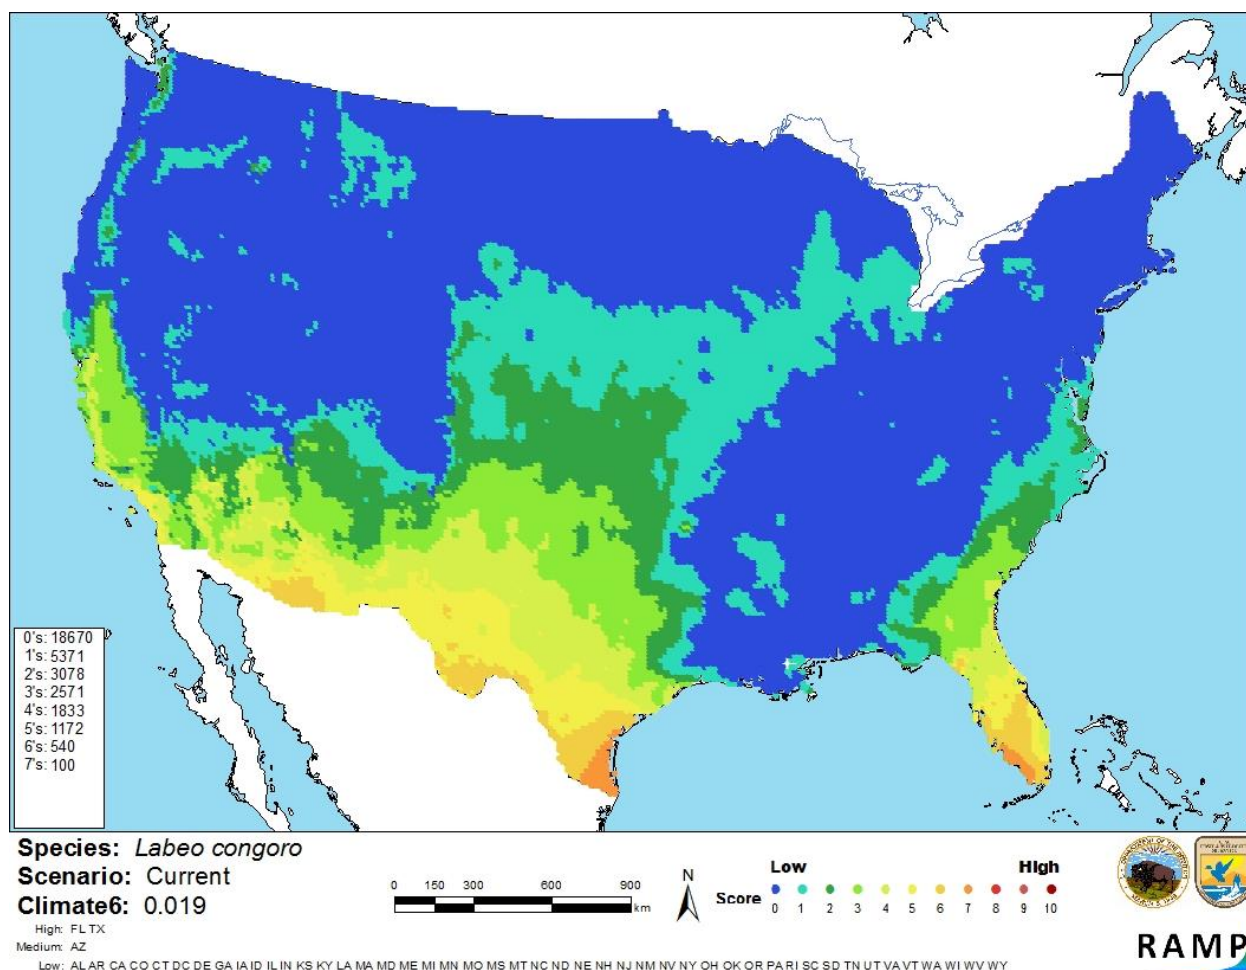 0's: 18670
1's: 5371
2's: 3078
3's: 2571
4's: 1833
5's: 1172
6's: 540
7's: 100
Species: Labeo congoro
Scenario: Current
Climate6: 0.019
High: FL TX
Medium: AZ
Low: AL AR CA CO CT DC DE GA IA ID IL IN KS KY LA MA MD ME MI MN MO MS MT NC ND NE NH NJ NM NV NY OH OK OR PA RI SC SD TN UT VA VT WA WI WV WY
0 150 300 600 900
km
N
Low High
Score 0 1 2 3 4 5 6 7 8 9 10
RAMP